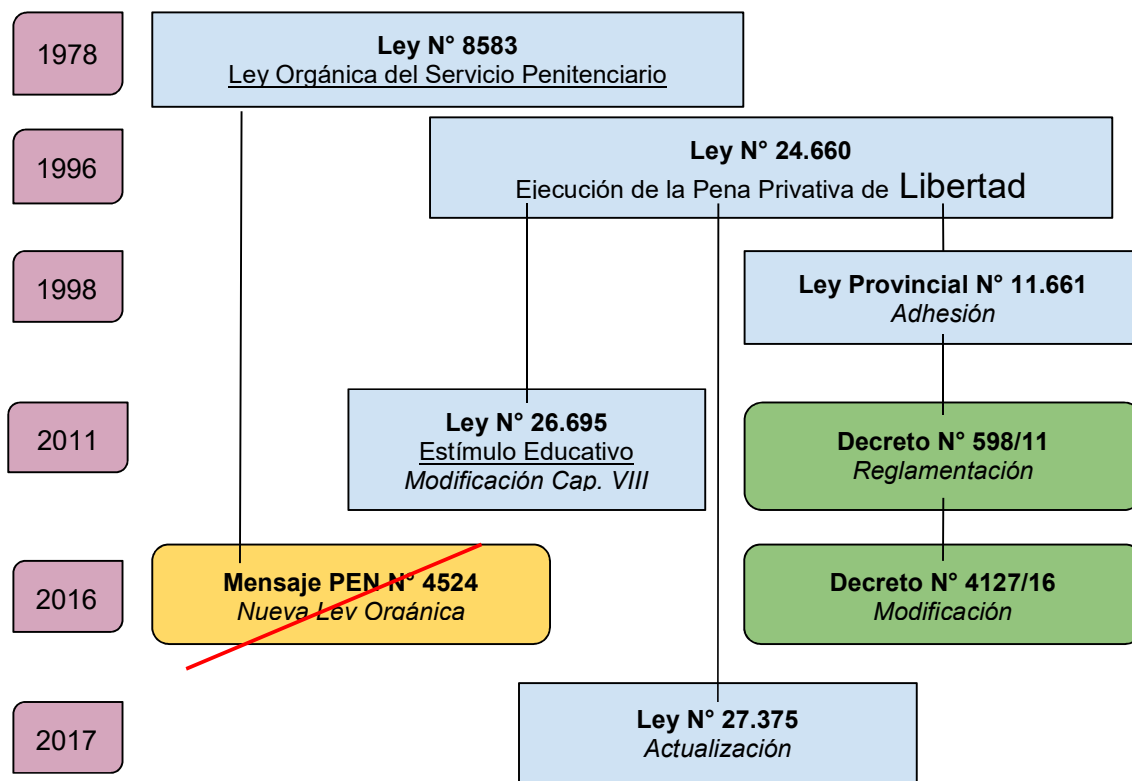 1978
Ley N° 8583
Ley Orgánica del Servicio Penitenciario
1996
Ley N° 24.660
Ejecución de la Pena Privativa de Libertad
1998
Ley Provincial N° 11.661
Adhesión
2011
Ley N° 26.695
Estímulo Educativo
Modificación Cap. VIII
Decreto N° 598/11
Reglamentación
2016
Mensaje PEN N° 4524
Nueva Ley Orgánica
Decreto N° 4127/16
Modificación
2017
Ley N° 27.375
Actualización